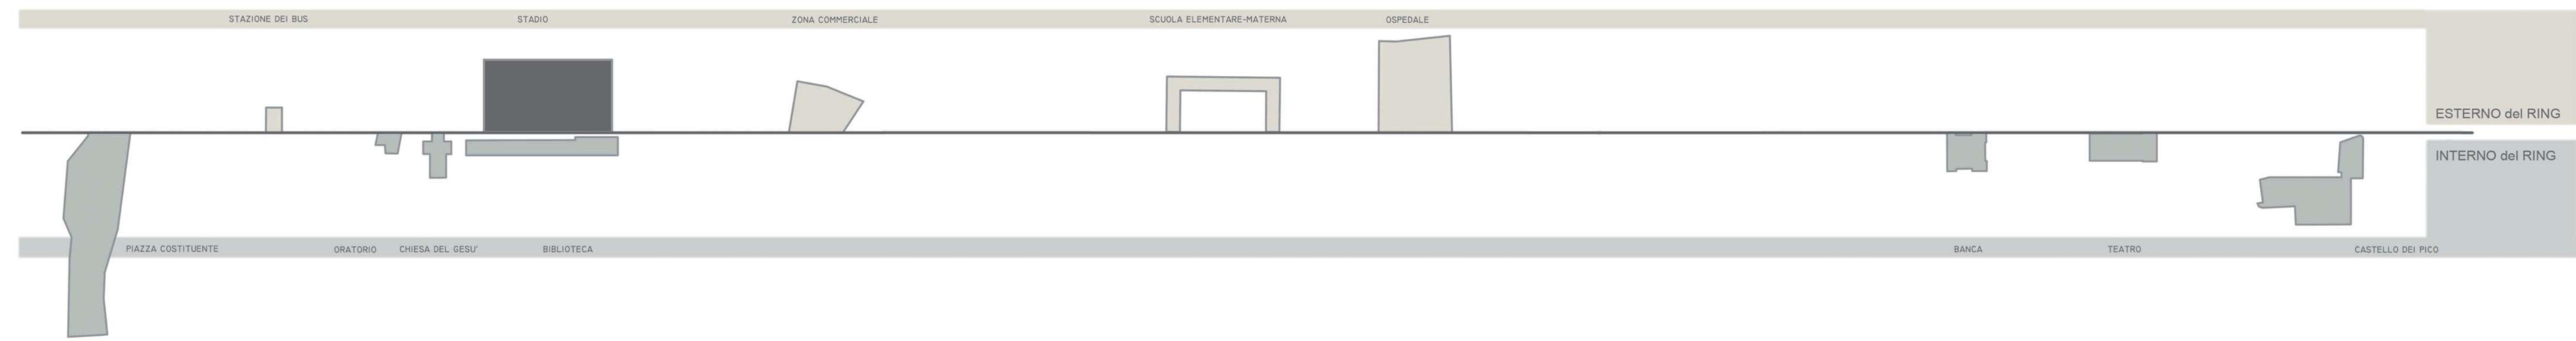 STAZIONE DEI BUS
STADIO
ZONA COMMERCIALE
SCUOLA ELEMENTARE-MATERNA
OSPEDALE
ESTERNO del RING
INTERNO del RING
PIAZZA COSTITUENTE
ORATORIO
CHIESA DEL GESU'
BIBLIOTECA
BANCA
TEATRO
CASTELLO DEI PICO